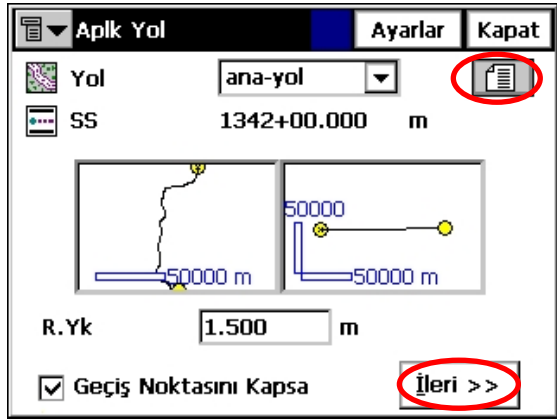 Aplk Yol Ayarlar Kapat
Yol ana-yol
SS 1342+00.000 m
50000
50000 m 50000 m
R.Yk 1.500 m
Geçiş Noktasını Kapsa İleri >>